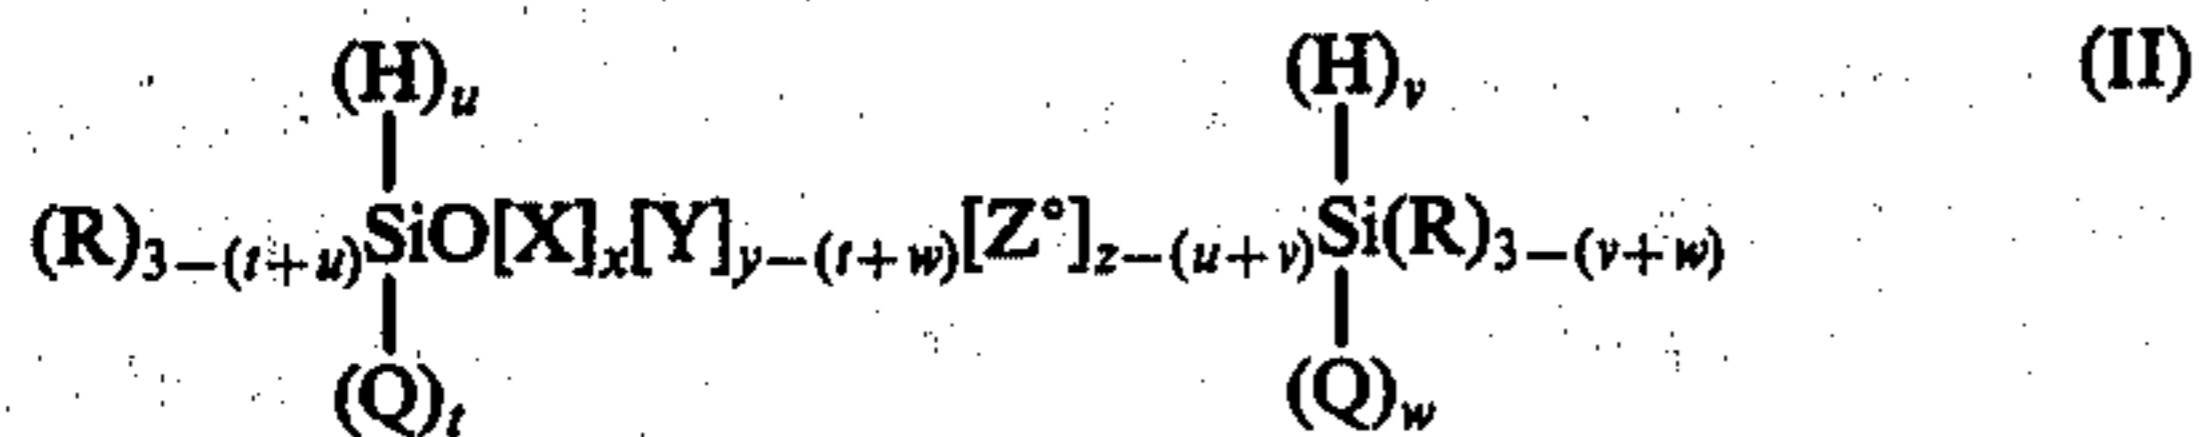 (H)u (H)v (II)
(R)3−(t+u)SiO[X]x[Y]y−(t+w)[Z°]z−(u+v)Si(R)3−(v+w)
(Q)t (Q)w